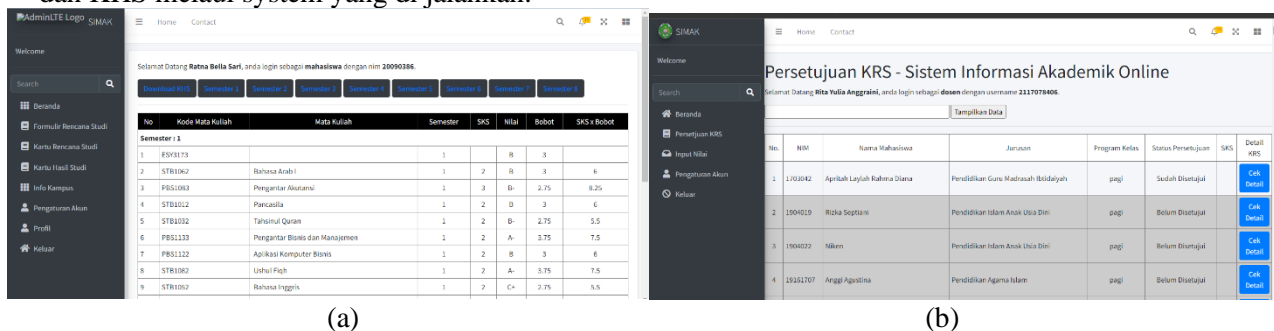 dan KRS meladi system yang di jalankan.
AdminLTE Logo SIMAK
Home Contact
Welcome
Selamat Datang Ratna Bella Sari, anda login sebagai mahasiswa dengan nim 20090386.
Search
Download KHS Semester 1 Semester 2 Semester 3 Semester 4 Semester 5 Semester 6 Semester 7 Semester 8
Beranda
Formulir Rencana Studi
Kartu Rencana Studi
Kartu Hasil Studi
Info Kampus
Pengaturan Akun
Profil
Keluar
No Kode Mata Kuliah Mata Kuliah Semester SKS Nilai Bobot SKS x Bobot
Semester : 1
1 ESY3173 1 B 3
2 STB1062 Bahasa Arab I 1 2 B 3 6
3 PBS1083 Pengantar Akutansi 1 3 B- 2.75 8.25
4 STB1012 Pancasila 1 2 B 3 6
5 STB1032 Tahsinul Quran 1 2 B- 2.75 5.5
6 PBS1133 Pengantar Bisnis dan Manajemen 1 2 A- 3.75 7.5
7 PBS1122 Aplikasi Komputer Bisnis 1 2 B 3 6
8 STB1082 Ushul Fiqh 1 2 A- 3.75 7.5
9 STB1052 Bahasa Inggris 1 2 C+ 2.75 5.5
(a)
SIMAK
Home Contact
Welcome
Persetujuan KRS - Sistem Informasi Akademik Online
Selamat Datang Rita Yulia Anggraini, anda login sebagai dosen dengan username 2117078406.
Search
Tampilkan Data
Beranda
Persetjuan KRS
Input Nilai
Pengaturan Akun
Keluar
No. NIM Nama Mahasiswa Jurusan Program Kelas Status Persetujuan SKS Detail KRS
1 1703042 Apritah Laylah Rahma Diana Pendidikan Guru Madrasah Ibtidaiyah pagi Sudah Disetujui Cek Detail
2 1904019 Rizka Septiani Pendidikan Islam Anak Usia Dini pagi Belum Disetujui Cek Detail
3 1904022 Niken Pendidikan Islam Anak Usia Dini pagi Belum Disetujui Cek Detail
4 19151707 Anggi Agustina Pendidikan Agama Islam pagi Belum Disetujui Cek Detail
(b)